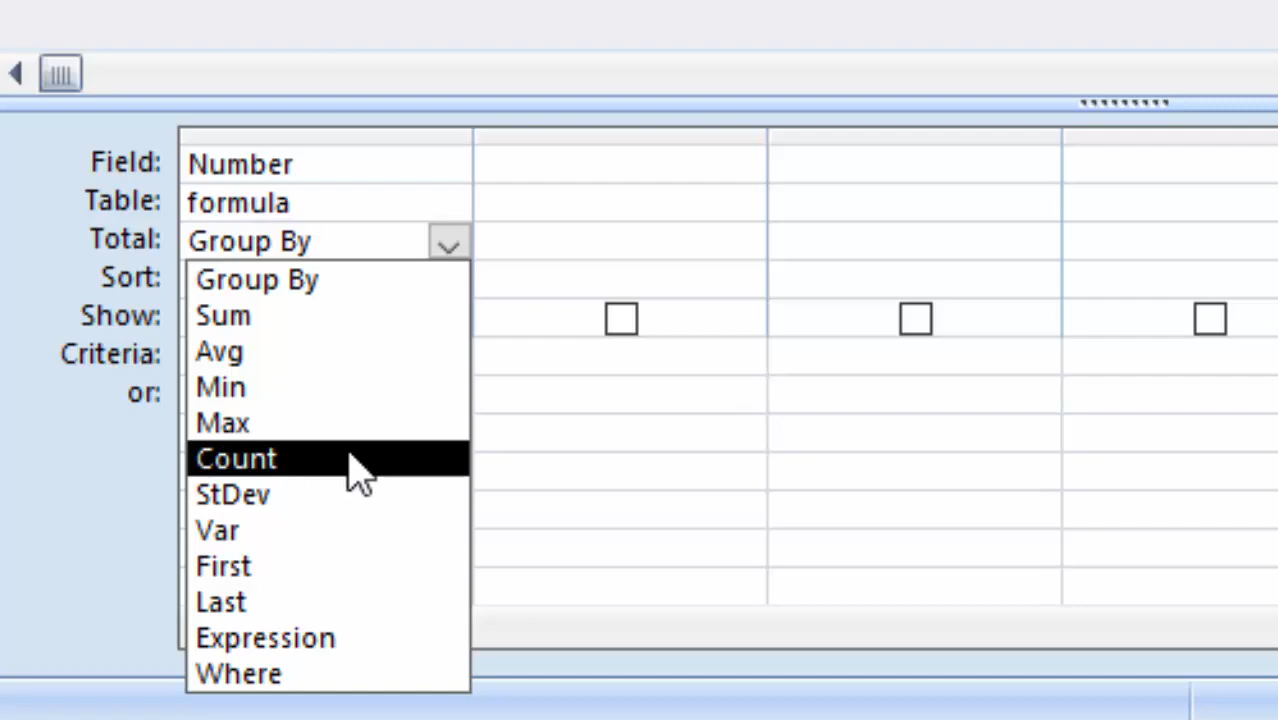 Field: Number
Table: formula
Total: Group By
Sort: Group By
Show: Sum
Criteria: Avg
or: Min
Max
Count
StDev
Var
First
Last
Expression
Where